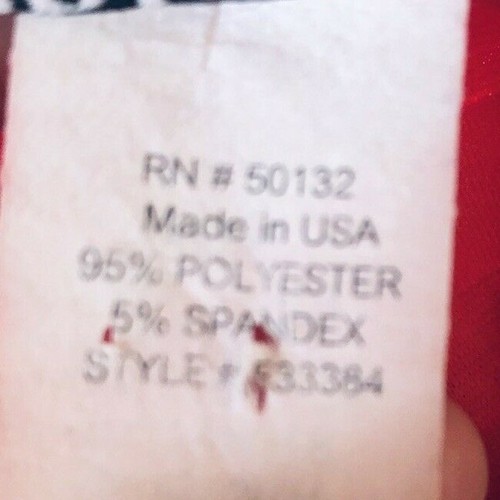 RN # 50132
Made in USA
95% POLYESTER
5% SPANDEX
STYLE #